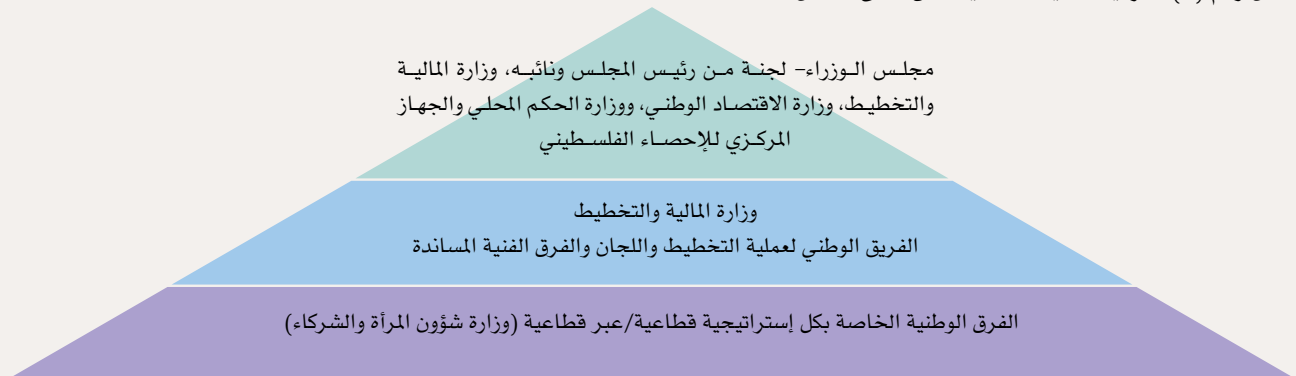 مجلس الوزراء– لجنة من رئيس المجلس ونائبه، وزارة المالية
والتخطيط، وزارة الاقتصاد الوطني، ووزارة الحكم المحلي والجهاز
المركزي للإحصاء الفلسطيني
وزارة المالية والتخطيط
الفريق الوطني لعملية التخطيط واللجان والفرق الفنية المساندة
الفرق الوطنية الخاصة بكل إستراتيجية قطاعية/عبر قطاعية (وزارة شؤون المرأة والشركاء)